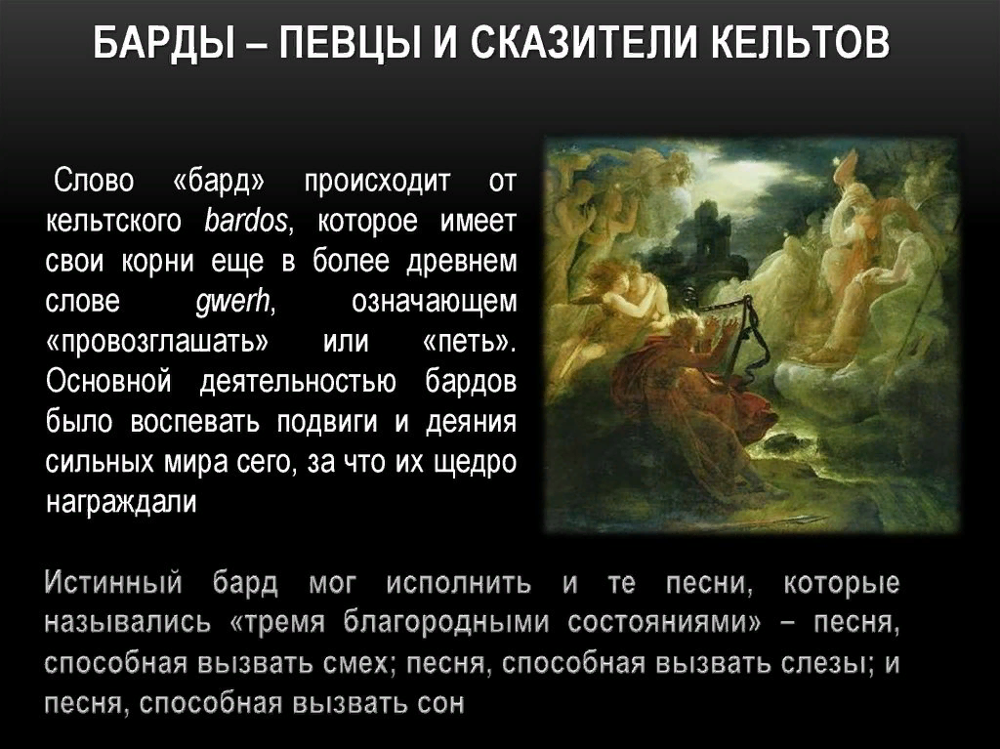 БАРДЫ – ПЕВЦЫ И СКАЗИТЕЛИ КЕЛЬТОВ
Слово «бард» происходит от
кельтского bardos, которое имеет
свои корни еще в более древнем
слове gwerh, означающем
«провозглашать» или «петь».
Основной деятельностью бардов
было воспевать подвиги и деяния
сильных мира сего, за что их щедро
награждали
Истинный бард мог исполнить и те песни, которые
назывались «тремя благородными состояниями» – песня,
способная вызвать смех; песня, способная вызвать слезы; и
песня, способная вызвать сон